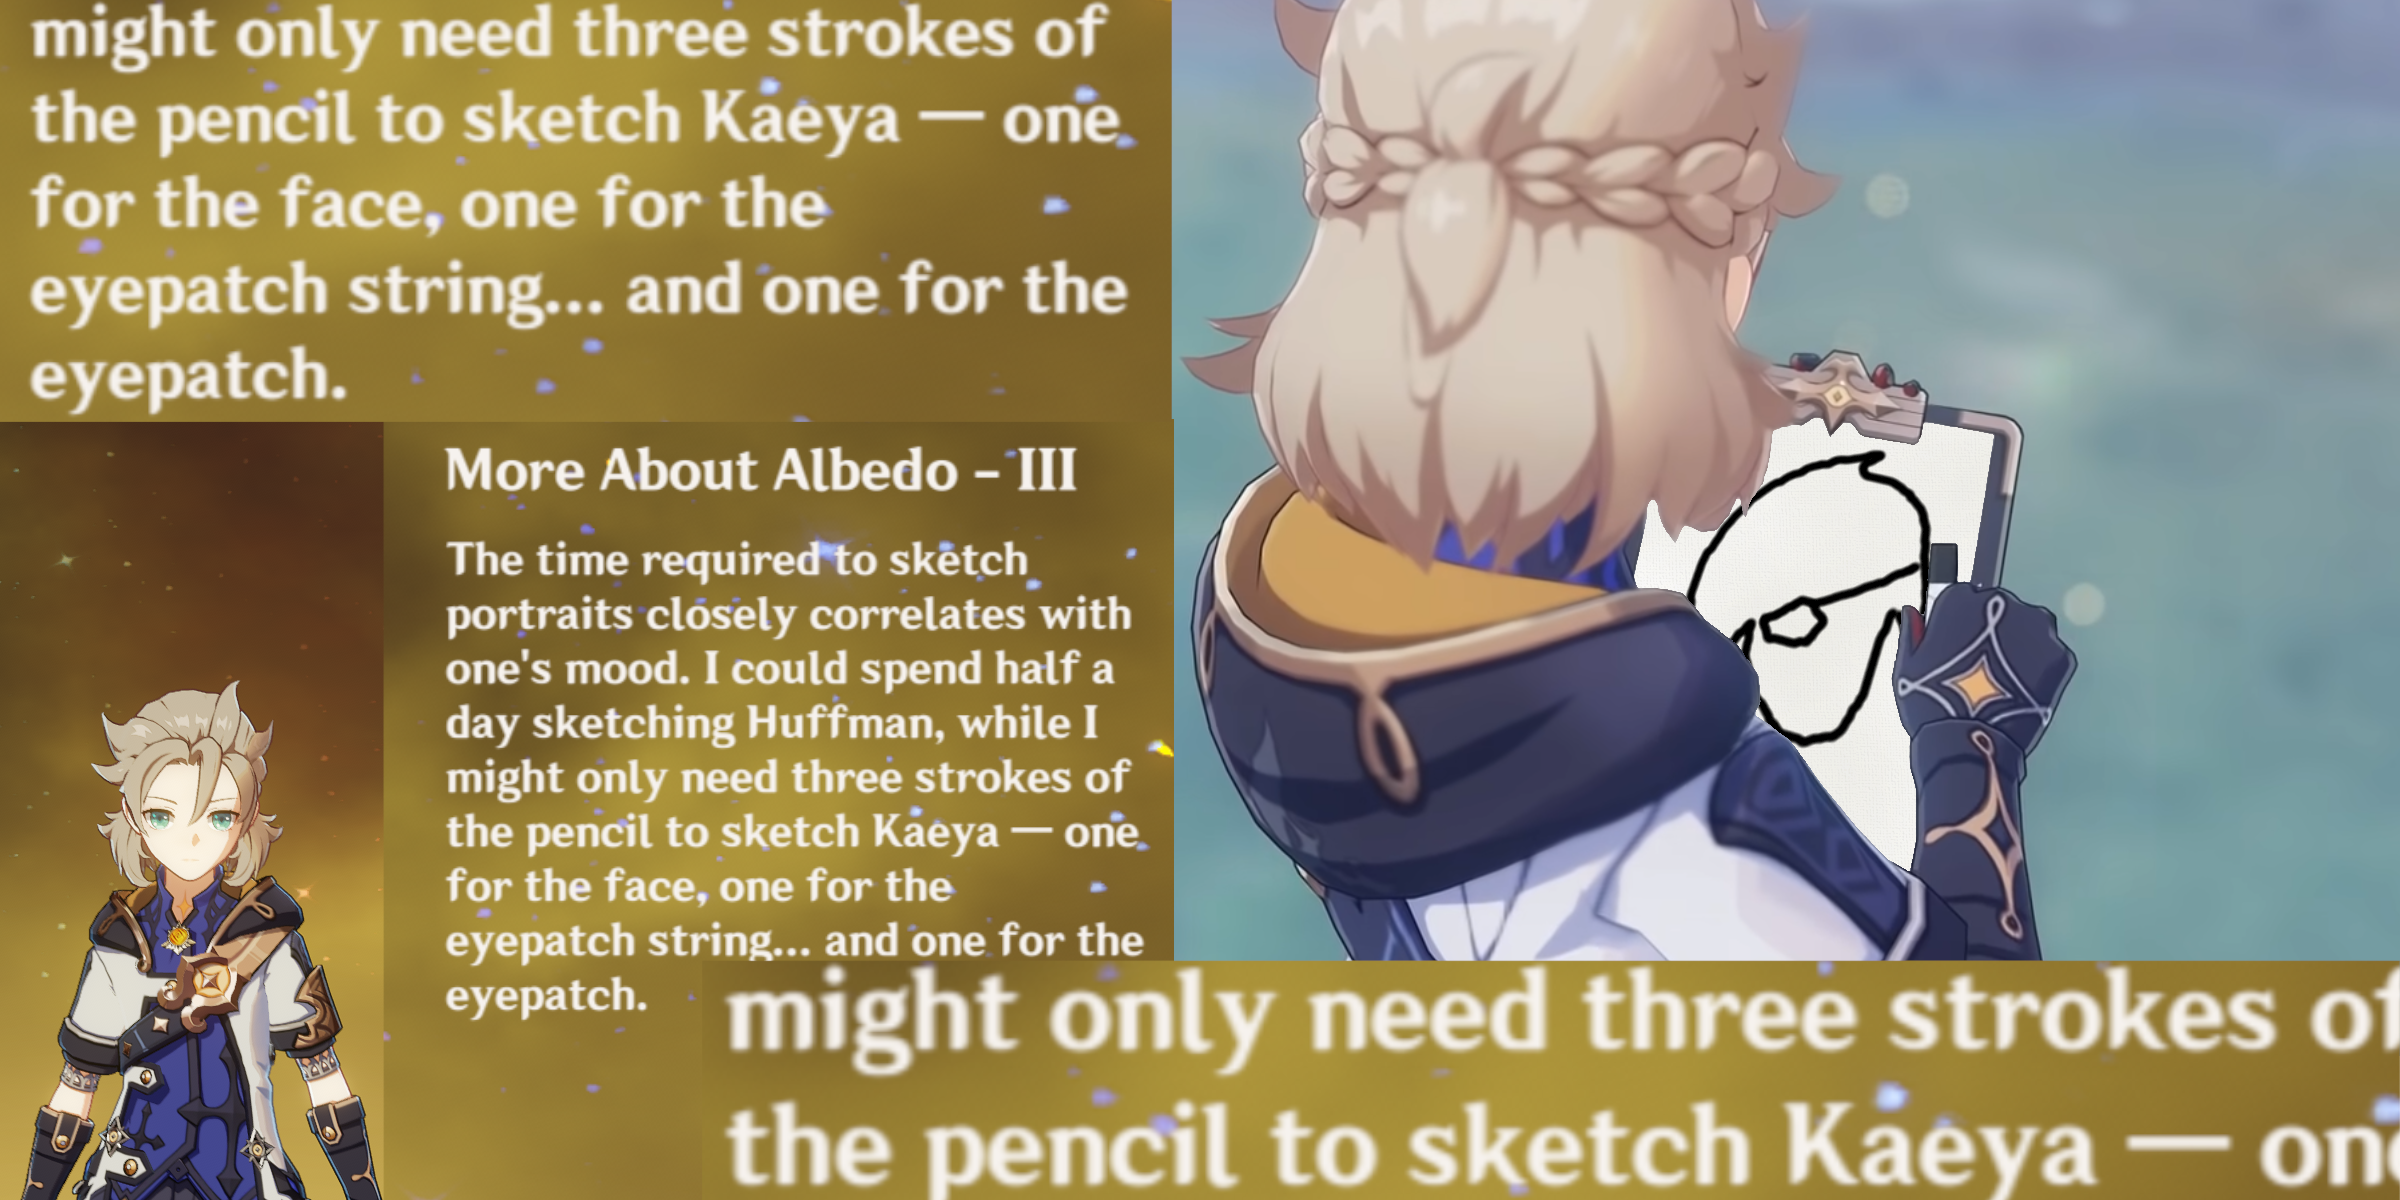 might only need three strokes of
the pencil to sketch Kaeya — one
for the face, one for the
eyepatch string... and one for the
eyepatch.
More About Albedo – III
The time required to sketch
portraits closely correlates with
one's mood. I could spend half a
day sketching Huffman, while I
might only need three strokes of
the pencil to sketch Kaeya — one
for the face, one for the
eyepatch string... and one for the
eyepatch.
might only need three strokes of
the pencil to sketch Kaeya — one